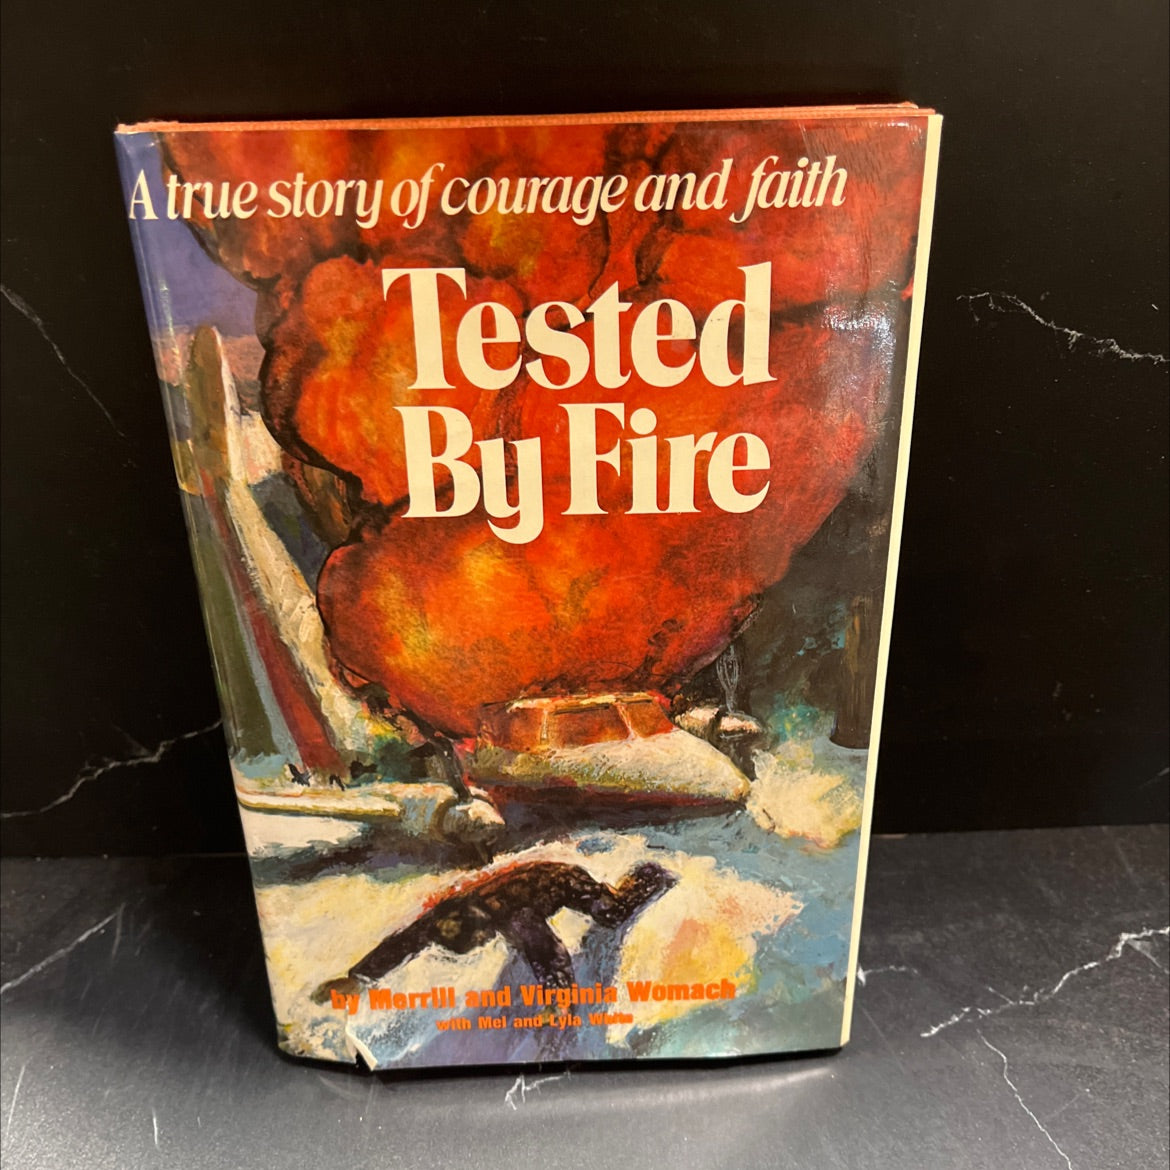 A true story of courage and faith
Tested
By Fire
by Merrill and Virginia Womach
with Mel and Lyla White